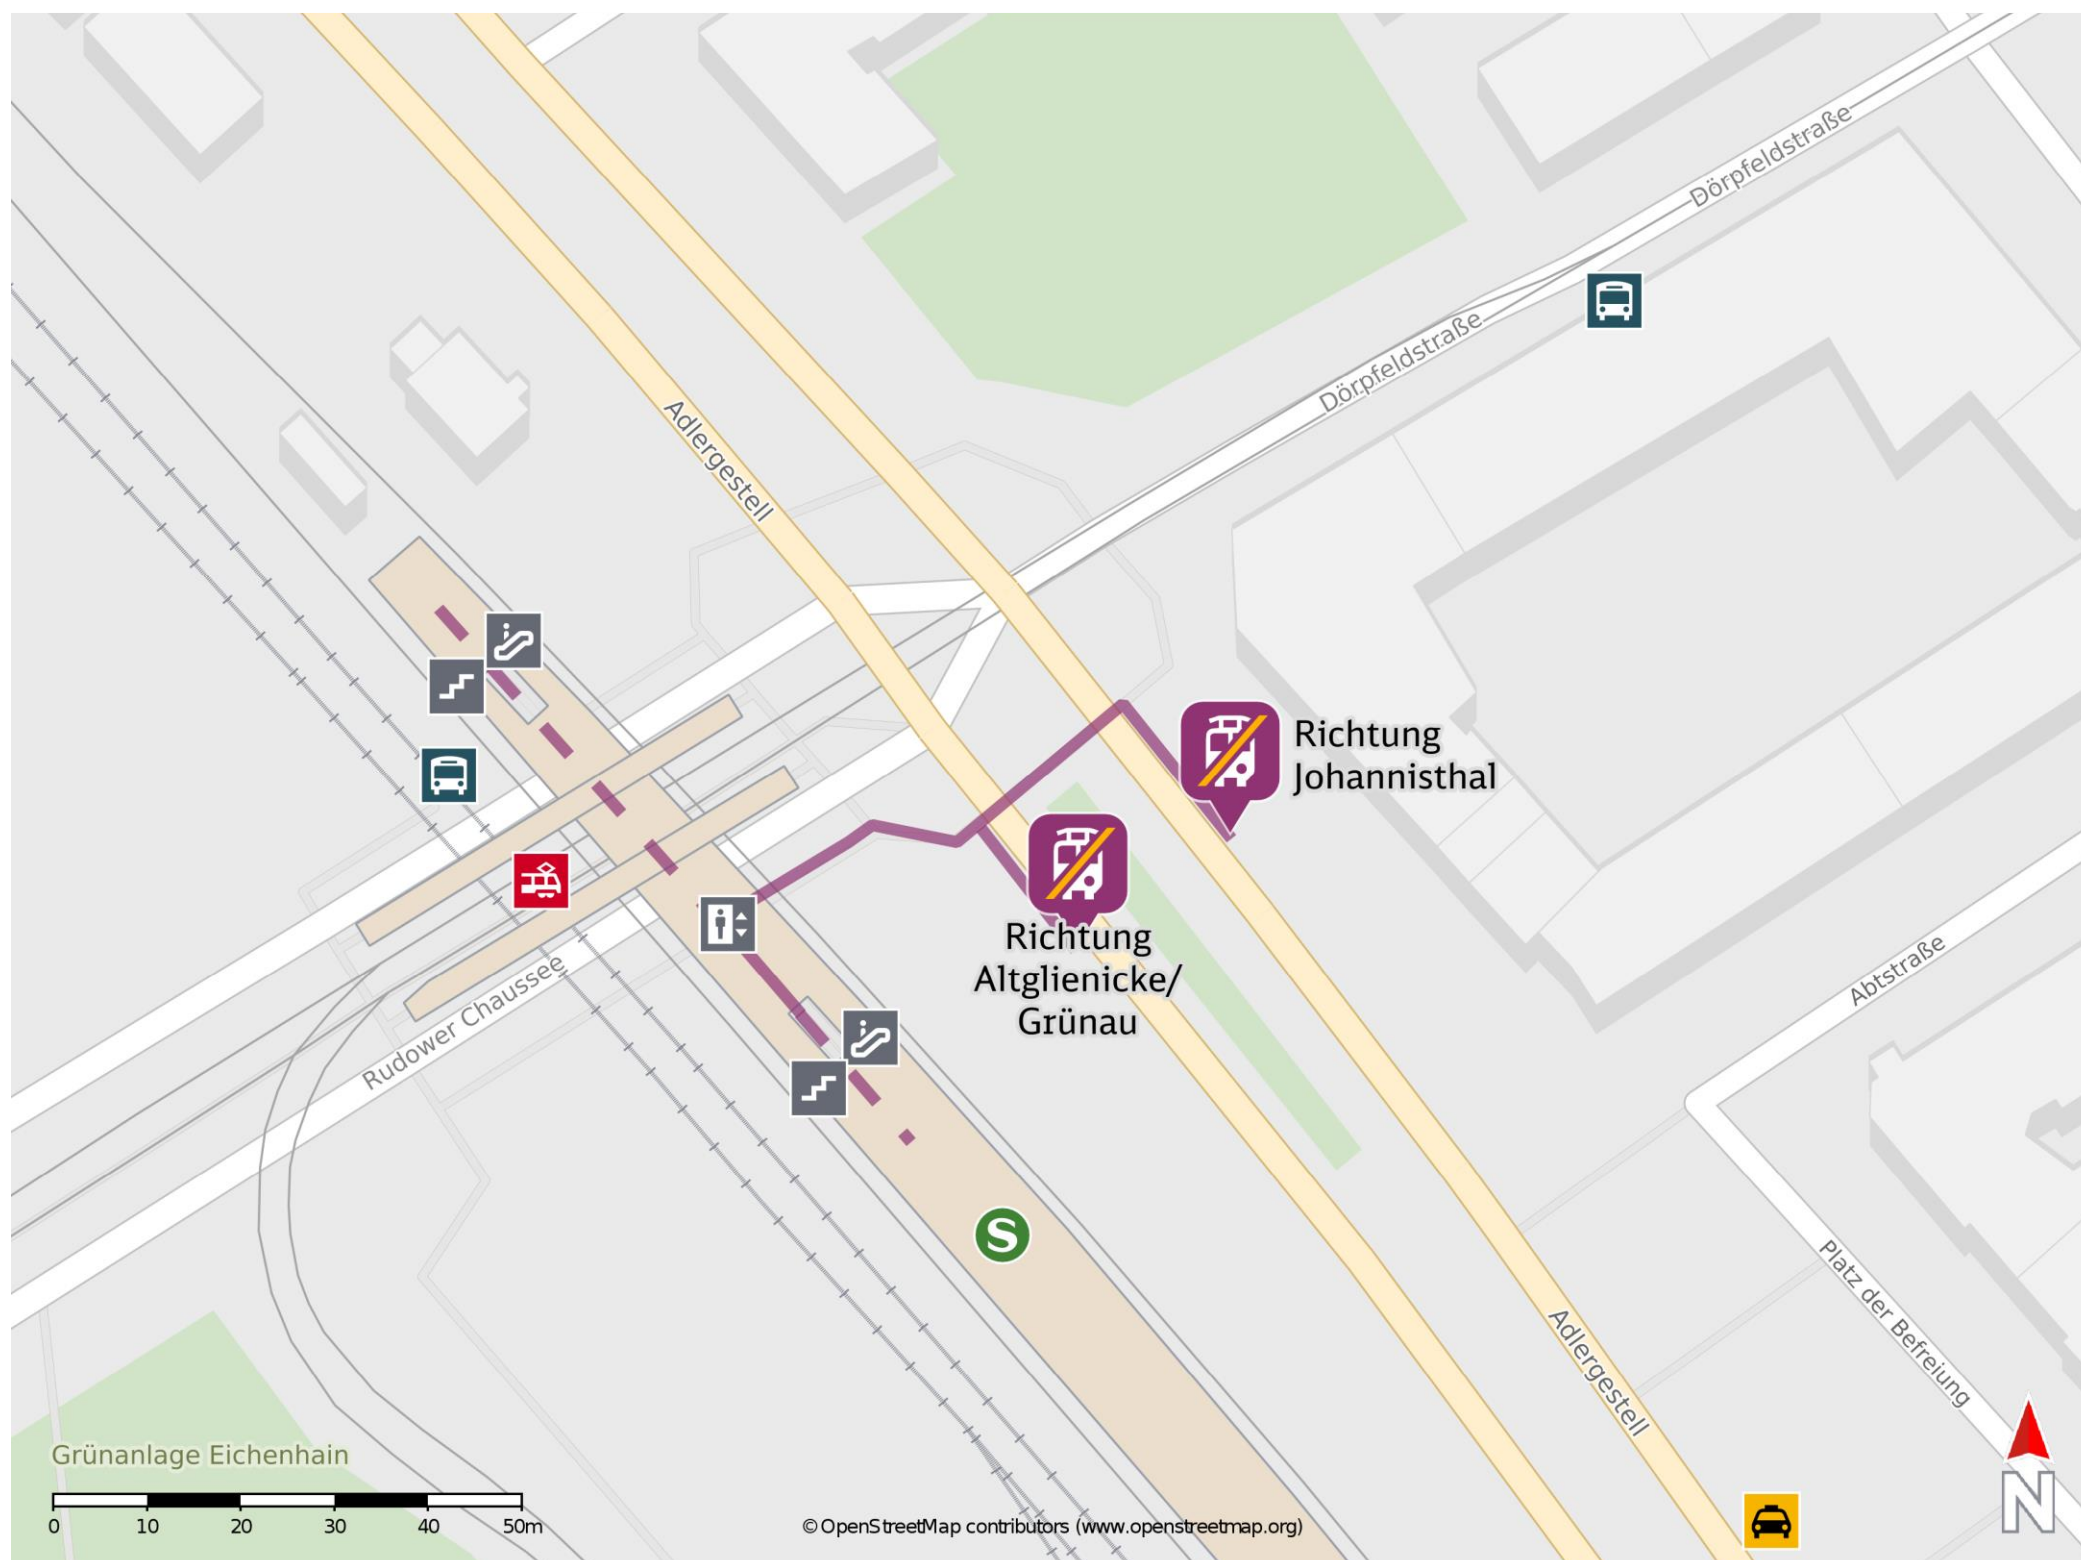 Dörpfeldstraße
Dörpfeldstraße
Adlergestell
Richtung
Johannisthal
Richtung
Altglienicke/
Grünau
Abtstraße
Rudower Chaussee
S
Platz der Befreiung
Adlergestell
Grünanlage Eichenhain
0 10 20 30 40 50m
© OpenStreetMap contributors (www.openstreetmap.org)
N